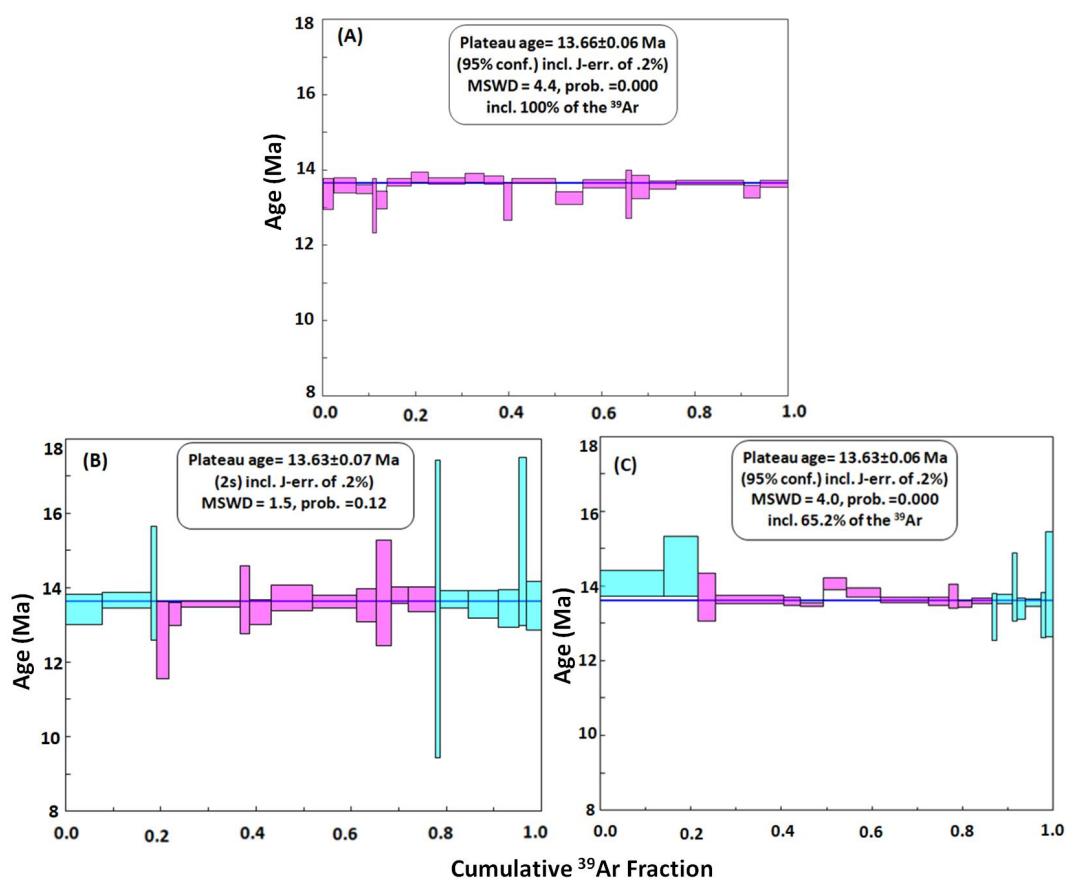 (A)
Plateau age= 13.66±0.06 Ma
(95% conf.) incl. J-err. of .2%)
MSWD = 4.4, prob. =0.000
incl. 100% of the ³⁹Ar
18
16
14
12
10
8
Age (Ma)
0.0 0.2 0.4 0.6 0.8 1.0
(B)
Plateau age= 13.63±0.07 Ma
(2s) incl. J-err. of .2%)
MSWD = 1.5, prob. =0.12
18
16
14
12
10
8
Age (Ma)
0.0 0.2 0.4 0.6 0.8 1.0
(C)
Plateau age= 13.63±0.06 Ma
(95% conf.) incl. J-err. of .2%)
MSWD = 4.0, prob. =0.000
incl. 65.2% of the ³⁹Ar
18
16
14
12
10
8
Age (Ma)
0.0 0.2 0.4 0.6 0.8 1.0
Cumulative ³⁹Ar Fraction